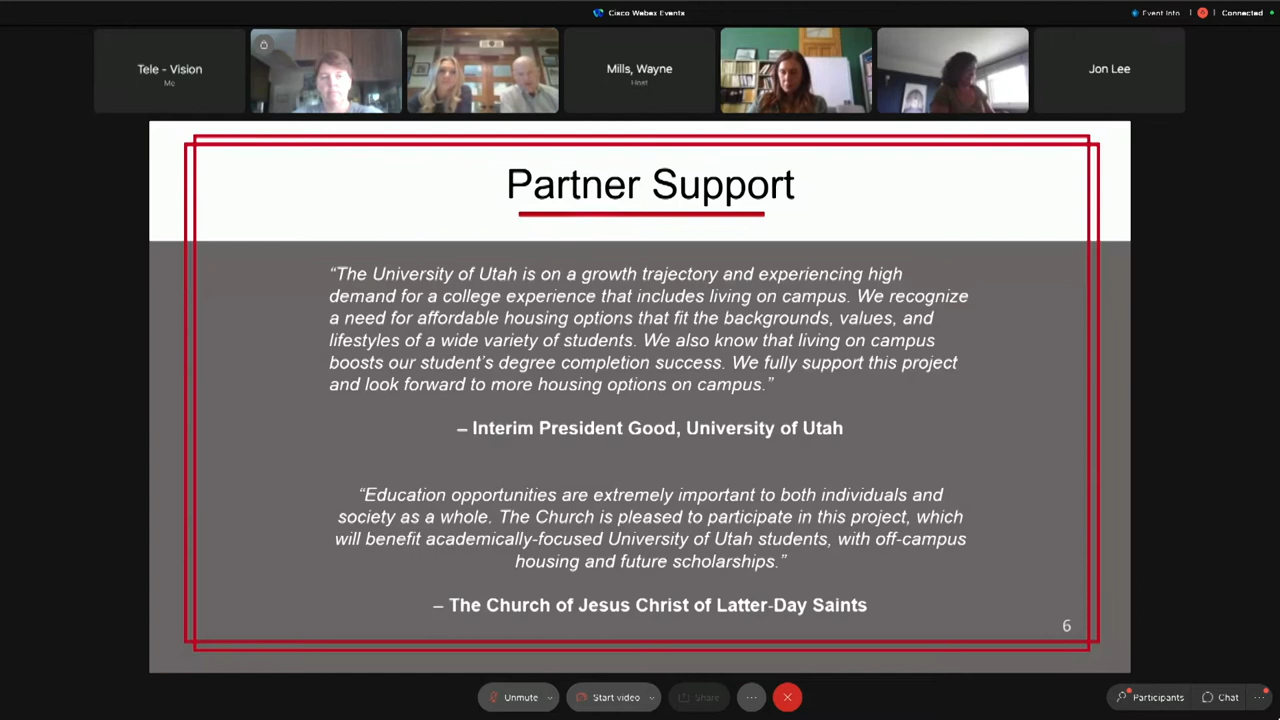 Cisco Webex Events
Event Info
Connected
Tele - Vision
Me
Mills, Wayne
Host
Jon Lee
Partner Support
“The University of Utah is on a growth trajectory and experiencing high
demand for a college experience that includes living on campus. We recognize
a need for affordable housing options that fit the backgrounds, values, and
lifestyles of a wide variety of students. We also know that living on campus
boosts our student’s degree completion success. We fully support this project
and look forward to more housing options on campus.”
– Interim President Good, University of Utah
“Education opportunities are extremely important to both individuals and
society as a whole. The Church is pleased to participate in this project, which
will benefit academically-focused University of Utah students, with off-campus
housing and future scholarships.”
– The Church of Jesus Christ of Latter-Day Saints
6
Unmute
Start video
Share
Participants
Chat